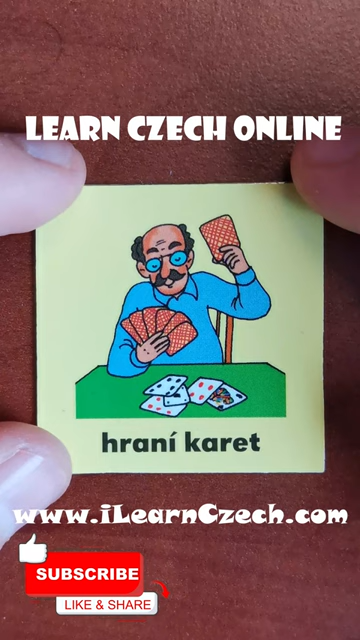 LEARN CZECH ONLINE
hraní karet
www.iLearnCzech.com
SUBSCRIBE
LIKE & SHARE